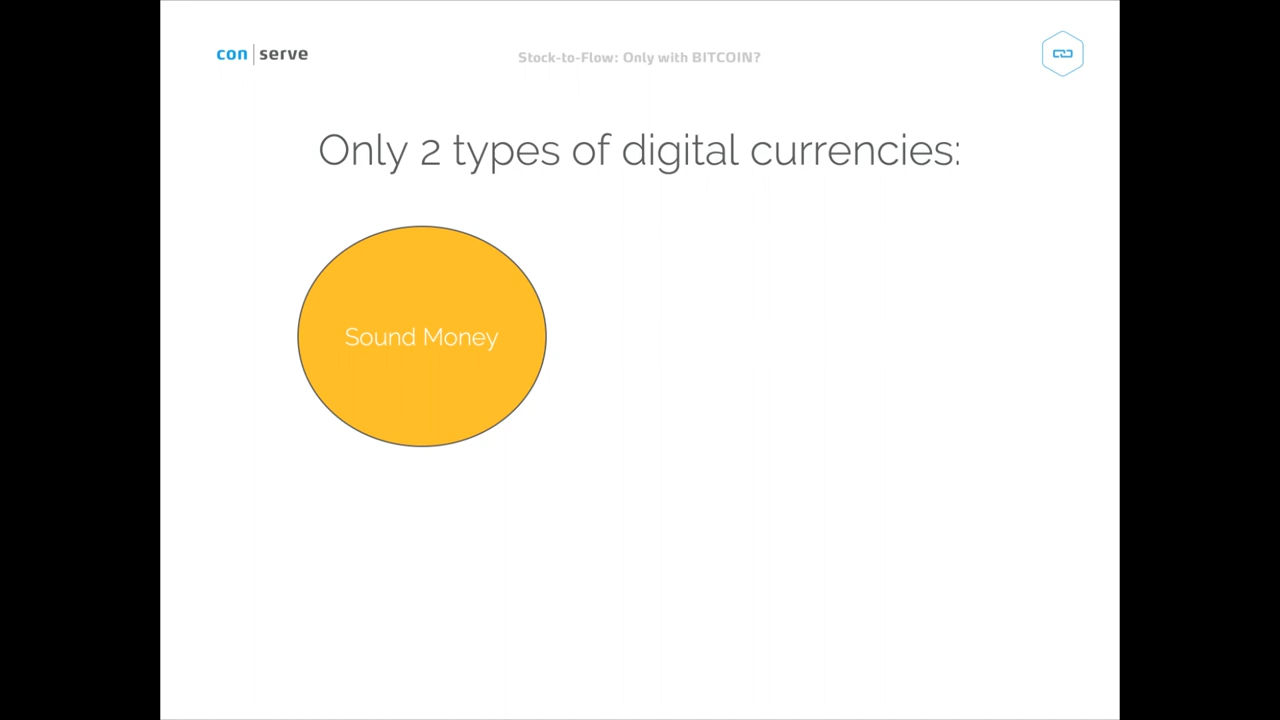 con serve
Stock-to-Flow: Only with BITCOIN?
Only 2 types of digital currencies:
Sound Money